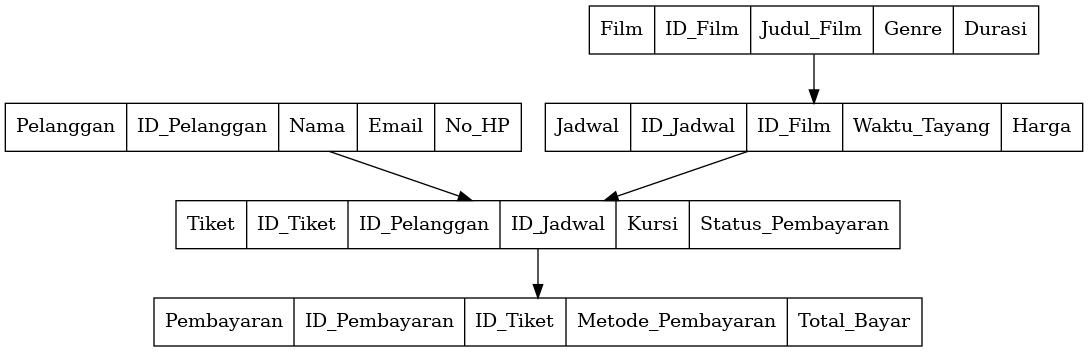 Film ID_Film Judul_Film Genre Durasi
Pelanggan ID_Pelanggan Nama Email No_HP
Jadwal ID_Jadwal ID_Film Waktu_Tayang Harga
Tiket ID_Tiket ID_Pelanggan ID_Jadwal Kursi Status_Pembayaran
Pembayaran ID_Pembayaran ID_Tiket Metode_Pembayaran Total_Bayar